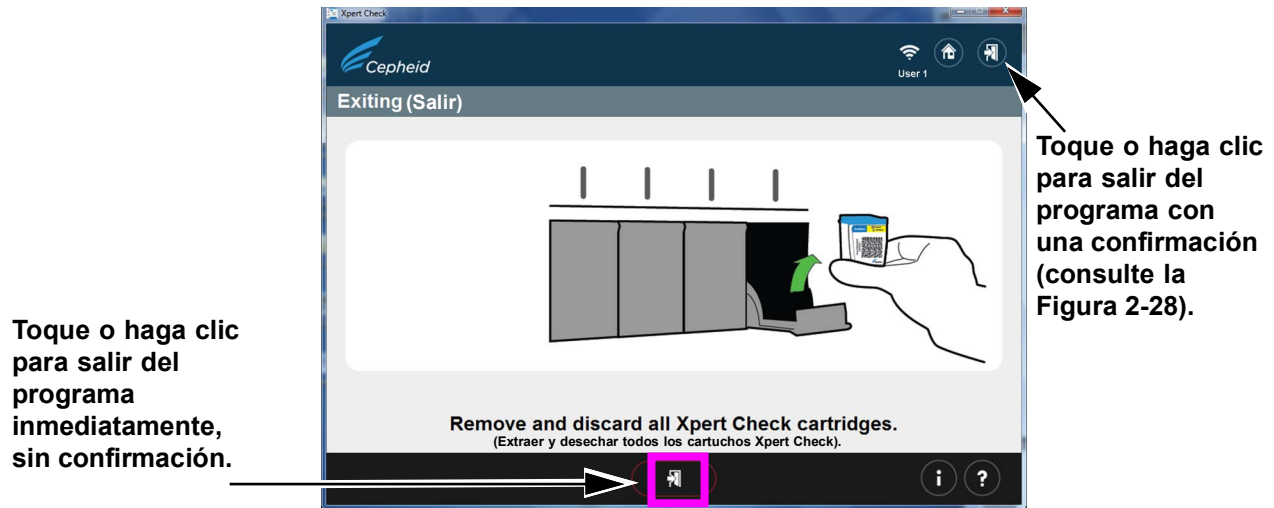 Xpert Check
Cepheid
User 1
Exiting (Salir)
Toque o haga clic
para salir del
programa con
una confirmación
(consulte la
Figura 2-28).
Toque o haga clic
para salir del
programa
inmediatamente,
sin confirmación.
Remove and discard all Xpert Check cartridges.
(Extraer y desechar todos los cartuchos Xpert Check).
i
?